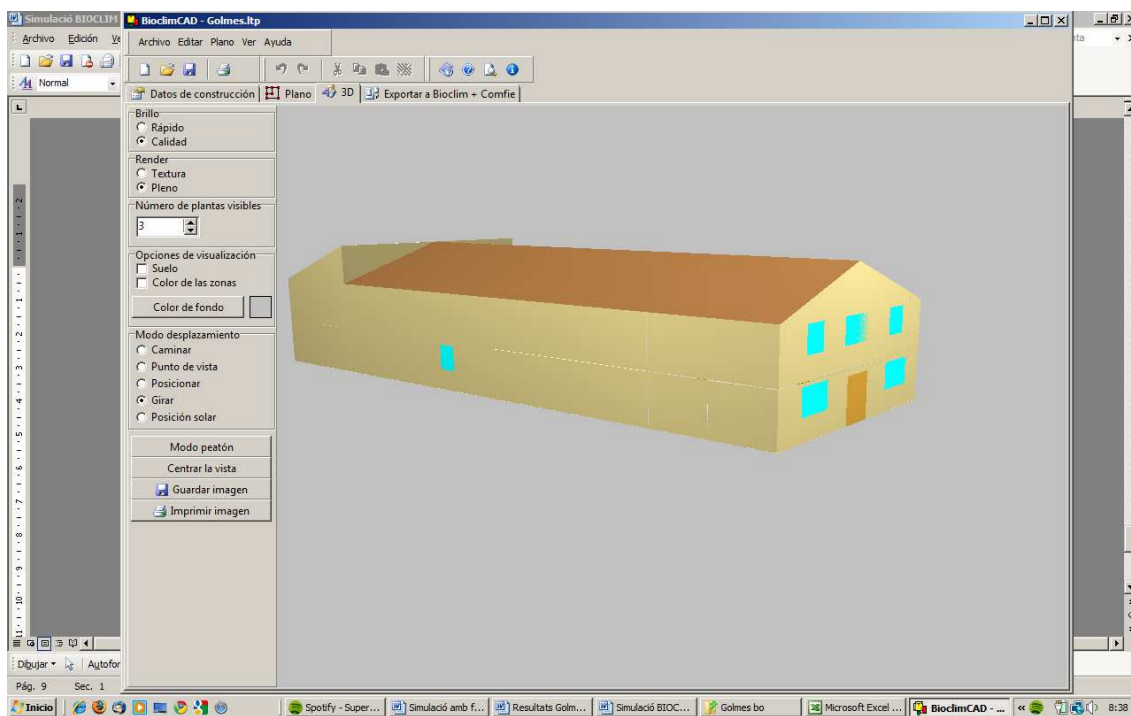 Simulació BIOCLIM
BioclimCAD - Golmes.ltp
Archivo Edición Ve
Archivo Editar Plano Ver Ayuda
Normal
Datos de construcción Plano 3D Exportar a Bioclim + Comfie
Brillo
Rápido
Calidad
Render
Textura
Pleno
Número de plantas visibles
3
Opciones de visualización
Suelo
Color de las zonas
Color de fondo
Modo desplazamiento
Caminar
Punto de vista
Posicionar
Girar
Posición solar
Modo peatón
Centrar la vista
Guardar imagen
Imprimir imagen
Dibujar Autofor
Pág. 9 Sec. 1
Inicio Spotify - Super... Simulació amb f... Resultats Golm... Simulació BIOC... Golmes bo Microsoft Excel ... BioclimCAD - ... 8:38